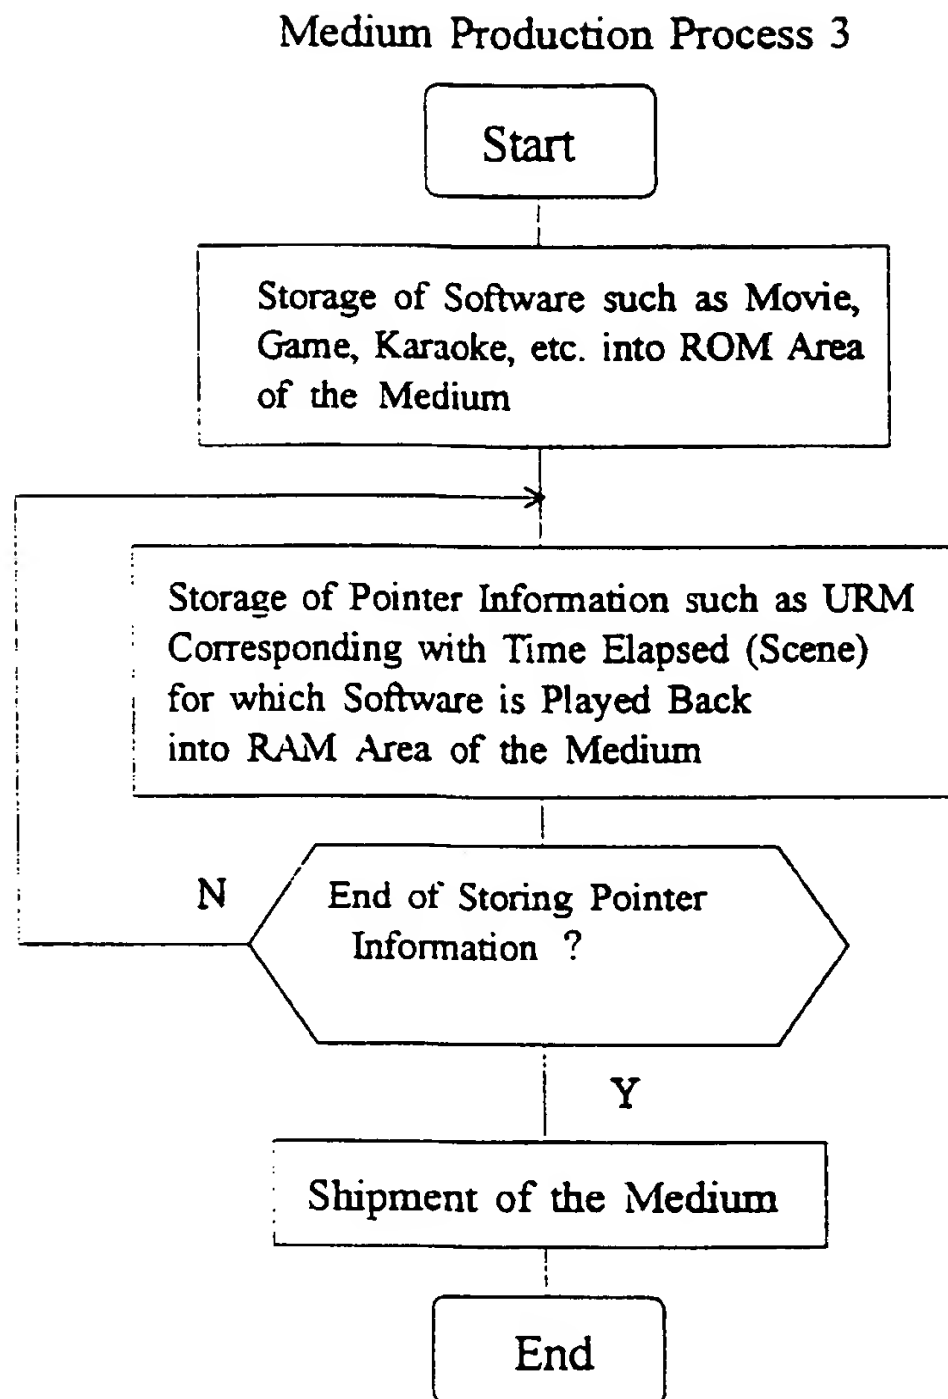 Medium Production Process 3
Start
Storage of Software such as Movie,
Game, Karaoke, etc. into ROM Area
of the Medium
Storage of Pointer Information such as URM
Corresponding with Time Elapsed (Scene)
for which Software is Played Back
into RAM Area of the Medium
N
End of Storing Pointer
Information ?
Y
Shipment of the Medium
End